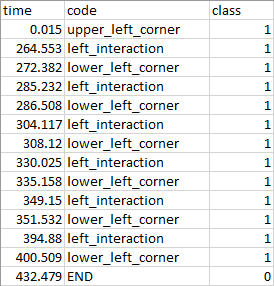 time code class
0.015 upper_left_corner 1
264.553 left_interaction 1
272.382 lower_left_corner 1
285.232 left_interaction 1
286.508 lower_left_corner 1
304.117 left_interaction 1
308.12 lower_left_corner 1
330.025 left_interaction 1
335.158 lower_left_corner 1
349.15 left_interaction 1
351.532 lower_left_corner 1
394.88 left_interaction 1
400.509 lower_left_corner 1
432.479 END 0